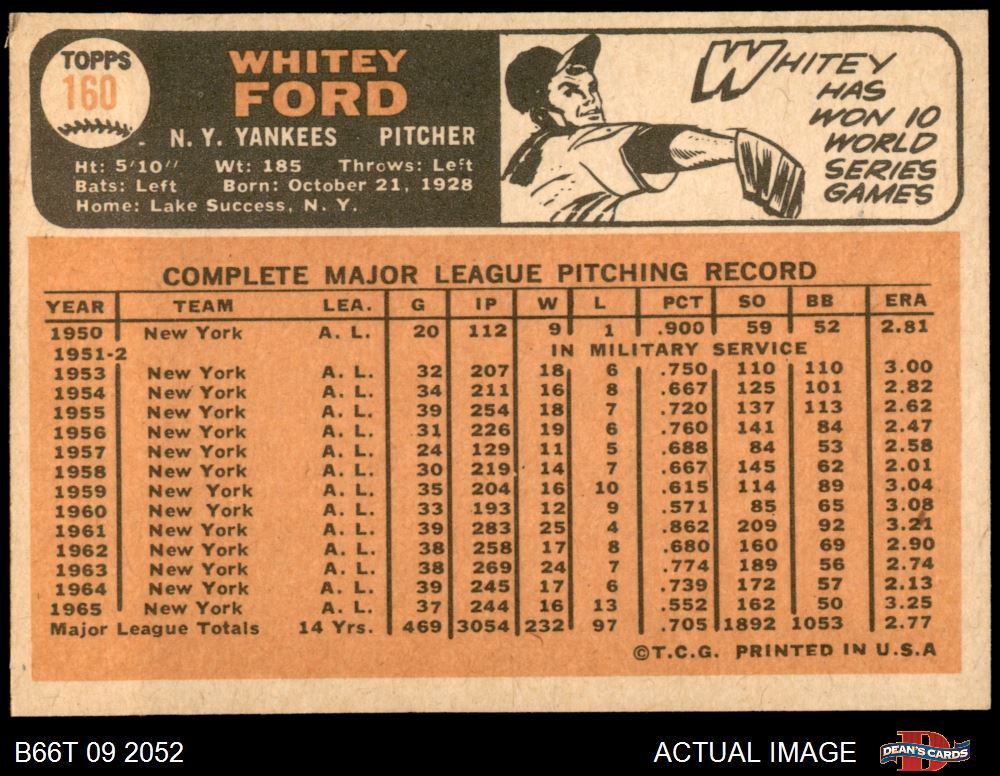 TOPPS
160
WHITEY
FORD
N. Y. YANKEES PITCHER
Ht: 5'10" Wt: 185 Throws: Left
Bats: Left Born: October 21, 1928
Home: Lake Success, N. Y.
WHITEY
HAS
WON 10
WORLD
SERIES
GAMES
COMPLETE MAJOR LEAGUE PITCHING RECORD
YEAR TEAM LEA. G IP W L PCT SO BB ERA
1950 New York A. L. 20 112 9 1 .900 59 52 2.81
1951-2 IN MILITARY SERVICE
1953 New York A. L. 32 207 18 6 .750 110 110 3.00
1954 New York A. L. 34 211 16 8 .667 125 101 2.82
1955 New York A. L. 39 254 18 7 .720 137 113 2.62
1956 New York A. L. 31 226 19 6 .760 141 84 2.47
1957 New York A. L. 24 129 11 5 .688 84 53 2.58
1958 New York A. L. 30 219 14 7 .667 145 62 2.01
1959 New York A. L. 35 204 16 10 .615 114 89 3.04
1960 New York A. L. 33 193 12 9 .571 85 65 3.08
1961 New York A. L. 39 283 25 4 .862 209 92 3.21
1962 New York A. L. 38 258 17 8 .680 160 69 2.90
1963 New York A. L. 38 269 24 7 .774 189 56 2.74
1964 New York A. L. 39 245 17 6 .739 172 57 2.13
1965 New York A. L. 37 244 16 13 .552 162 50 3.25
Major League Totals 14 Yrs. 469 3054 232 97 .705 1892 1053 2.77
©T.C.G. PRINTED IN U.S.A
B66T 09 2052 ACTUAL IMAGE
D
DEAN'S CARDS